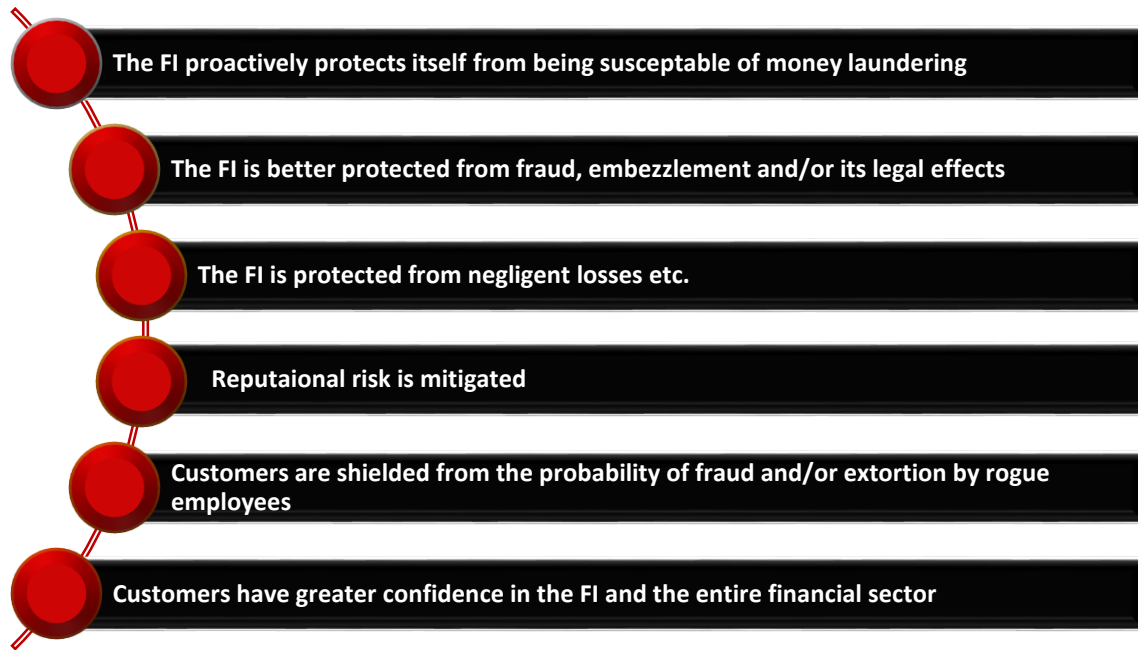 The FI proactively protects itself from being susceptable of money laundering
The FI is better protected from fraud, embezzlement and/or its legal effects
The FI is protected from negligent losses etc.
Reputaional risk is mitigated
Customers are shielded from the probability of fraud and/or extortion by rogue
employees
Customers have greater confidence in the FI and the entire financial sector